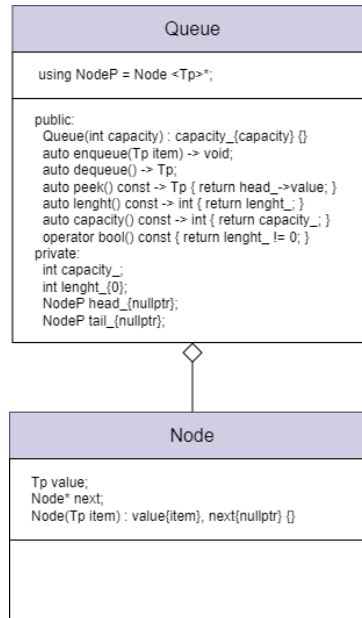 Queue
using NodeP = Node <Tp>*;
public:
Queue(int capacity) : capacity_{capacity} {}
auto enqueue(Tp item) -> void;
auto dequeue() -> Tp;
auto peek() const -> Tp { return head_->value; }
auto lenght() const -> int { return lenght_; }
auto capacity() const -> int { return capacity_; }
operator bool() const { return lenght_ != 0; }
private:
int capacity_;
int lenght_{0};
NodeP head_{nullptr};
NodeP tail_{nullptr};
Node
Tp value;
Node* next;
Node(Tp item) : value{item}, next{nullptr} {}